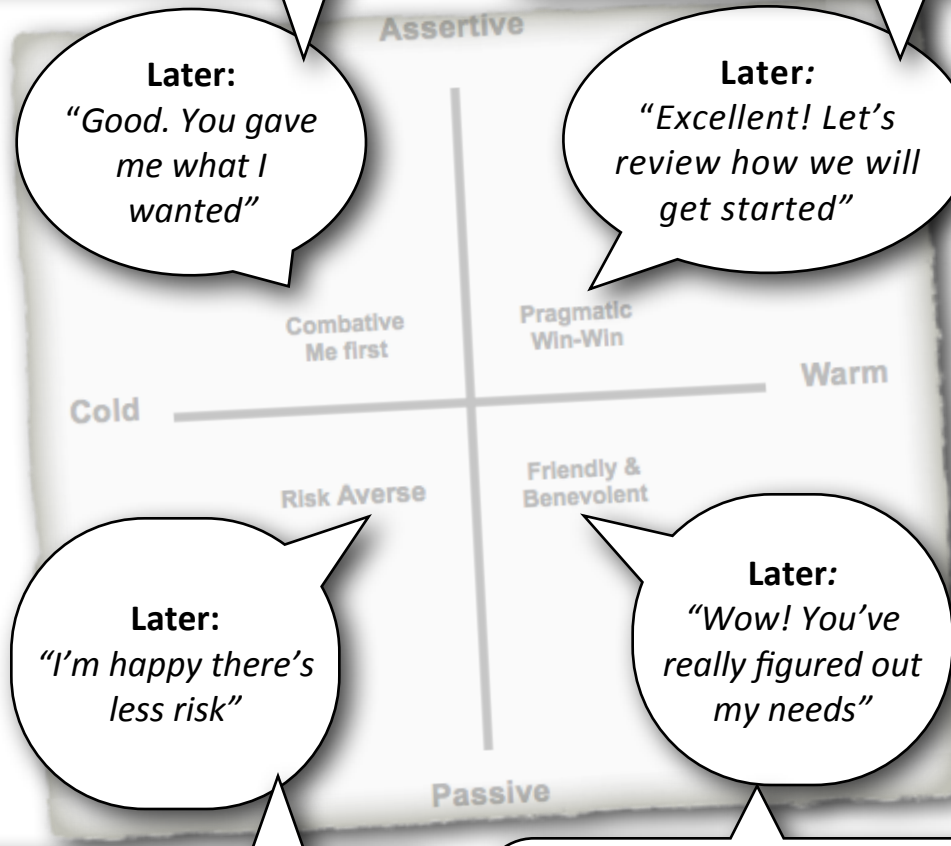 Assertive
Later:
“Good. You gave
me what I
wanted”
Later:
“Excellent! Let’s
review how we will
get started”
Combative
Me first
Pragmatic
Win-Win
Cold
Warm
Risk Averse
Friendly &
Benevolent
Later:
“I’m happy there’s
less risk”
Later:
“Wow! You’ve
really figured out
my needs”
Passive